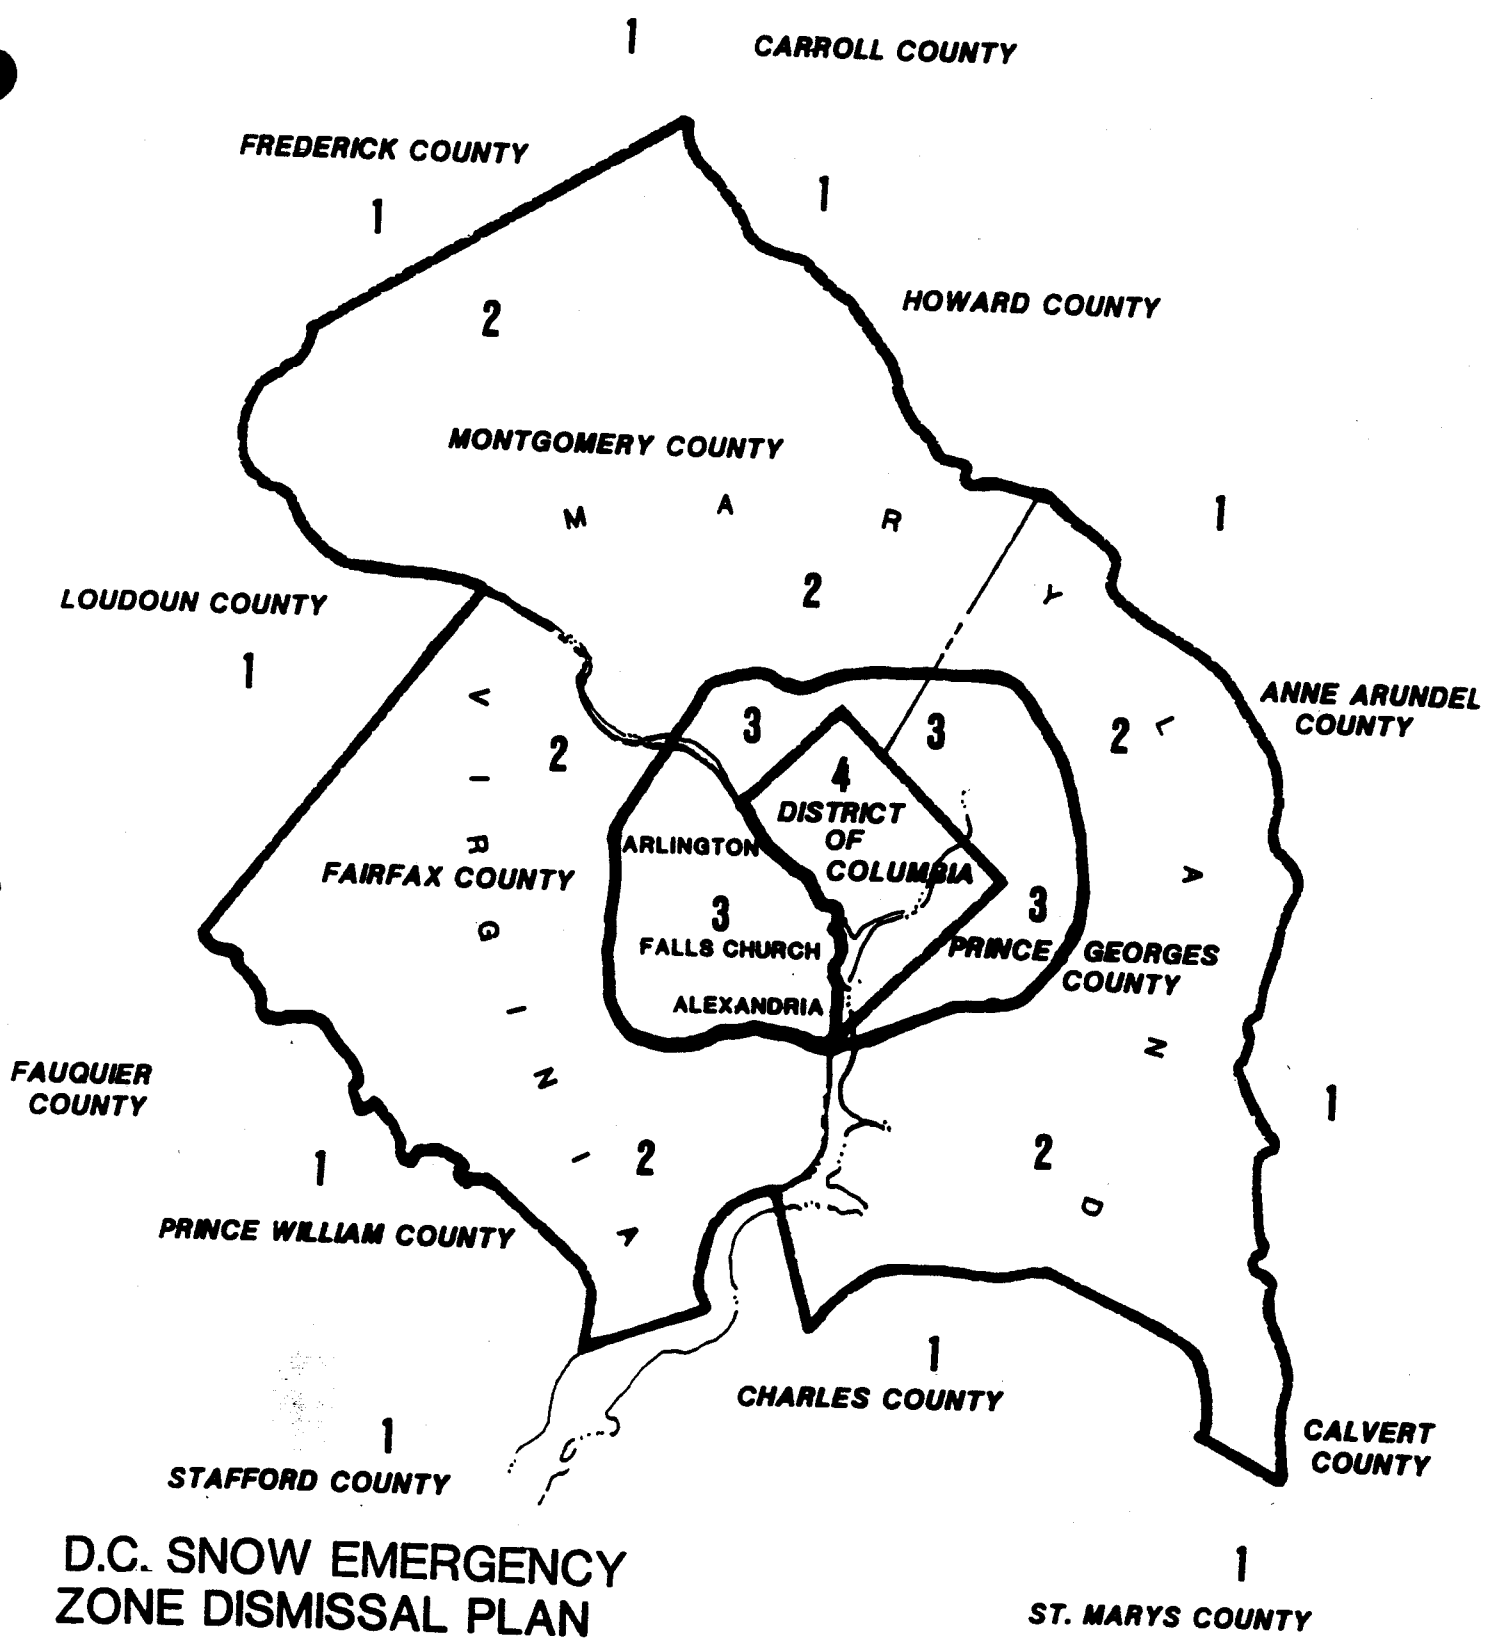 1
CARROLL COUNTY
FREDERICK COUNTY
1
1
HOWARD COUNTY
2
MONTGOMERY COUNTY
M A R Y L A N D
1
2
LOUDOUN COUNTY
1
ANNE ARUNDEL
COUNTY
V I R G I N I A
2
3
3
2
4
DISTRICT
OF
COLUMBIA
ARLINGTON
FAIRFAX COUNTY
3
FALLS CHURCH
ALEXANDRIA
3
PRINCE GEORGES
COUNTY
FAUQUIER
COUNTY
1
1
2
2
PRINCE WILLIAM COUNTY
1
CHARLES COUNTY
1
STAFFORD COUNTY
CALVERT
COUNTY
D.C. SNOW EMERGENCY
ZONE DISMISSAL PLAN
1
ST. MARYS COUNTY